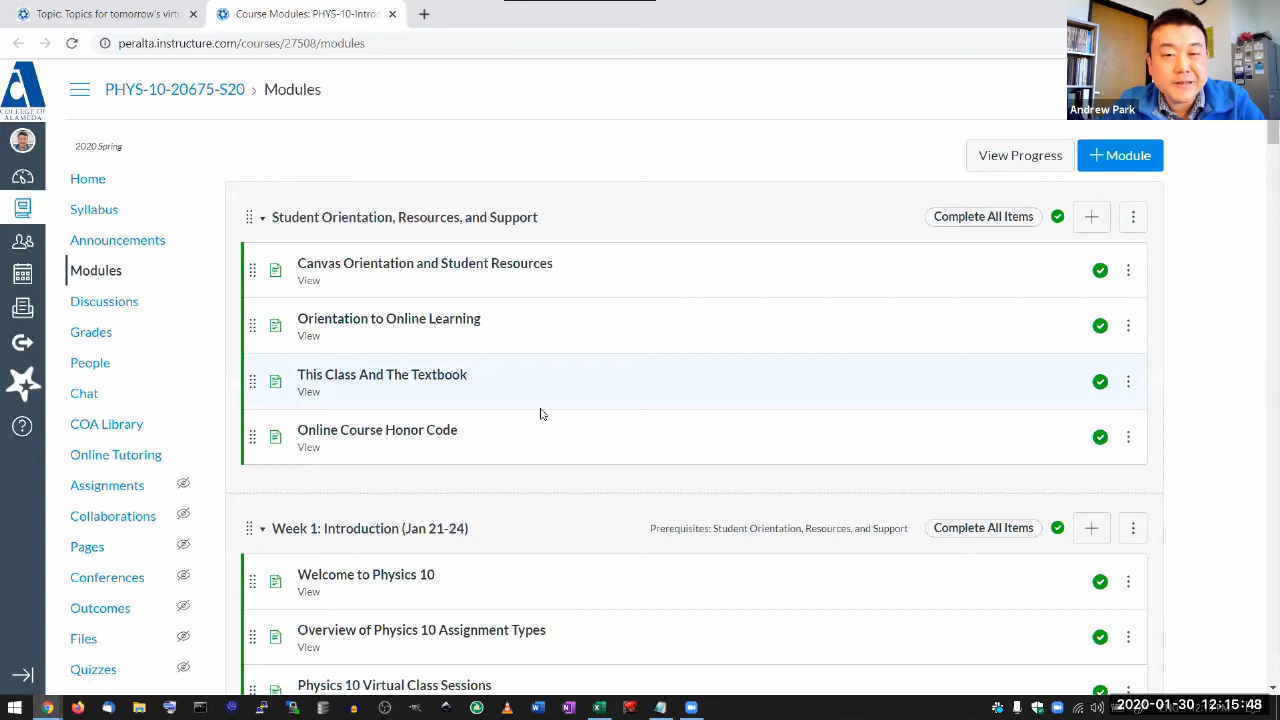 Topic: Topics for tomorrow's virt
Course Modules: PHYS-10-Intro
peralta.instructure.com/courses/27508/modules
Andrew Park
COLLEGE OF
ALAMEDA
PHYS-10-20675-S20 › Modules
2020 Spring
View Progress
Module
Home
Syllabus
Announcements
Modules
Discussions
Grades
People
Chat
COA Library
Online Tutoring
Assignments
Collaborations
Pages
Conferences
Outcomes
Files
Quizzes
Student Orientation, Resources, and Support
Complete All Items
Canvas Orientation and Student Resources
View
Orientation to Online Learning
View
This Class And The Textbook
View
Online Course Honor Code
View
Week 1: Introduction (Jan 21-24)
Prerequisites: Student Orientation, Resources, and Support
Complete All Items
Welcome to Physics 10
View
Overview of Physics 10 Assignment Types
View
Physics 10 Virtual Class Sessions
2020-01-30 12:15:48